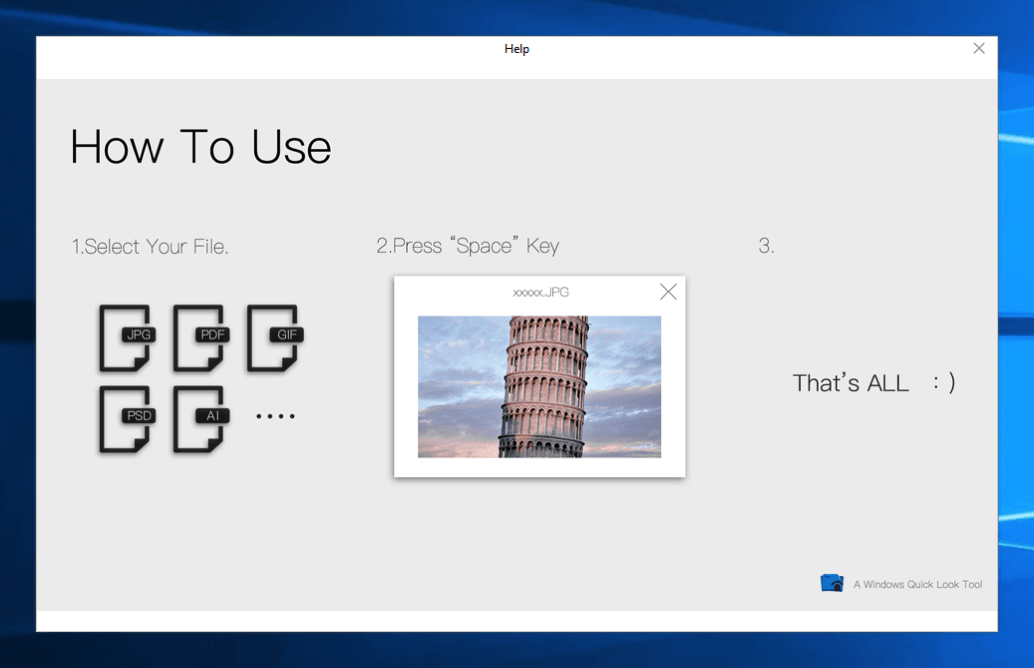 Help
How To Use
1.Select Your File.
2.Press “Space” Key
3.
JPG
PDF
GIF
PSD
AI
....
xxxxx.JPG
That's ALL : )
A Windows Quick Look Tool